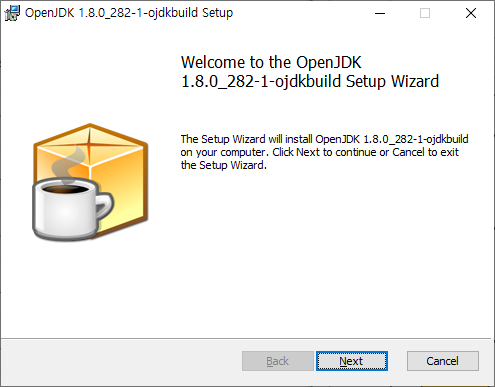 OpenJDK 1.8.0_282-1-ojdkbuild Setup
Welcome to the OpenJDK
1.8.0_282-1-ojdkbuild Setup Wizard
The Setup Wizard will install OpenJDK 1.8.0_282-1-ojdkbuild
on your computer. Click Next to continue or Cancel to exit
the Setup Wizard.
Back
Next
Cancel